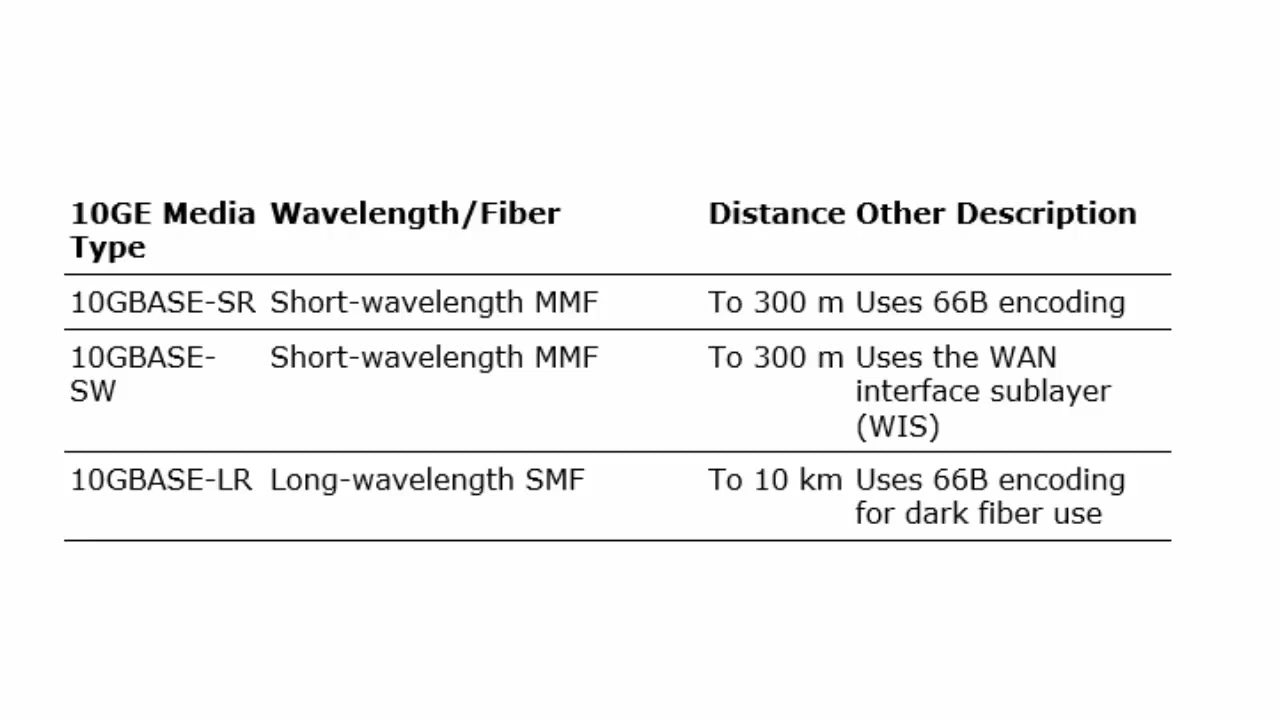 10GE Media Wavelength/Fiber Distance Other Description
Type
10GBASE-SR Short-wavelength MMF To 300 m Uses 66B encoding
10GBASE- Short-wavelength MMF To 300 m Uses the WAN
SW interface sublayer
(WIS)
10GBASE-LR Long-wavelength SMF To 10 km Uses 66B encoding
for dark fiber use